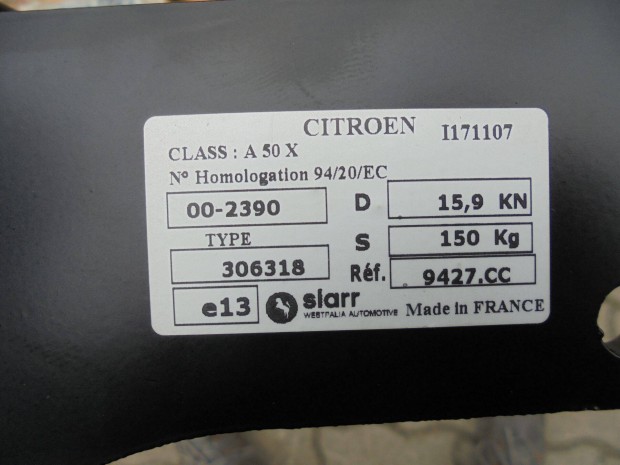 CITROEN I171107
CLASS : A 50 X
Nº Homologation 94/20/EC
00-2390 D 15,9 KN
TYPE S 150 Kg
306318 Réf. 9427.CC
e13 siarr Made in FRANCE
WESTFALIA AUTOMOTIVE